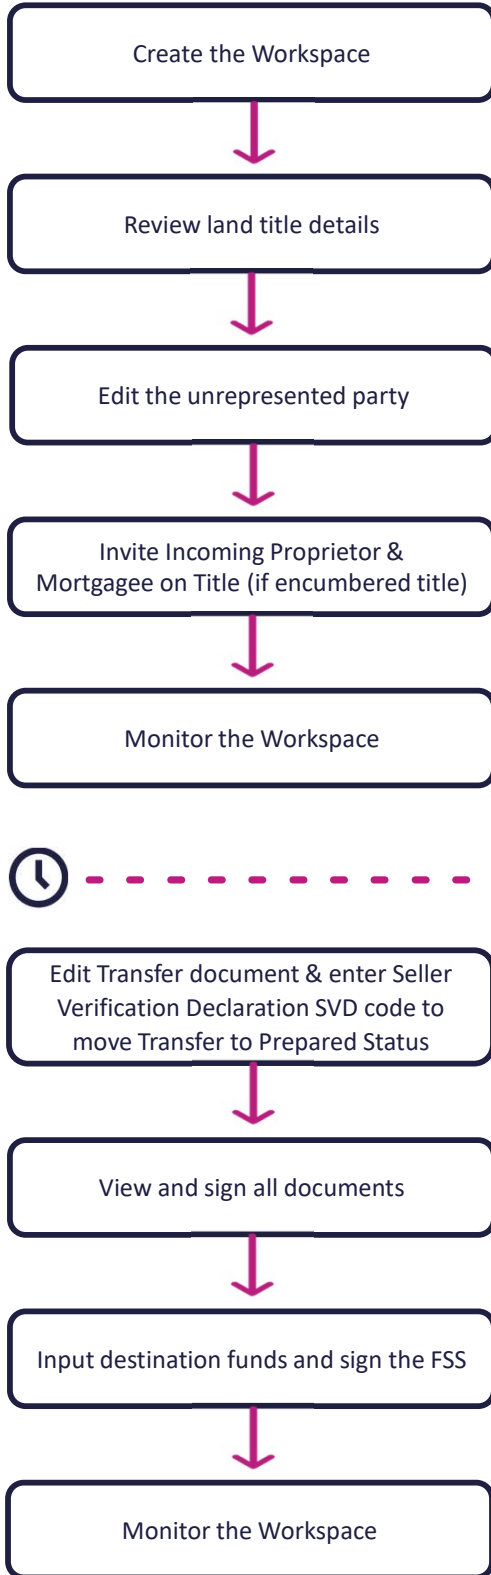 Create the Workspace
Review land title details
Edit the unrepresented party
Invite Incoming Proprietor &
Mortgagee on Title (if encumbered title)
Monitor the Workspace
Edit Transfer document & enter Seller
Verification Declaration SVD code to
move Transfer to Prepared Status
View and sign all documents
Input destination funds and sign the FSS
Monitor the Workspace